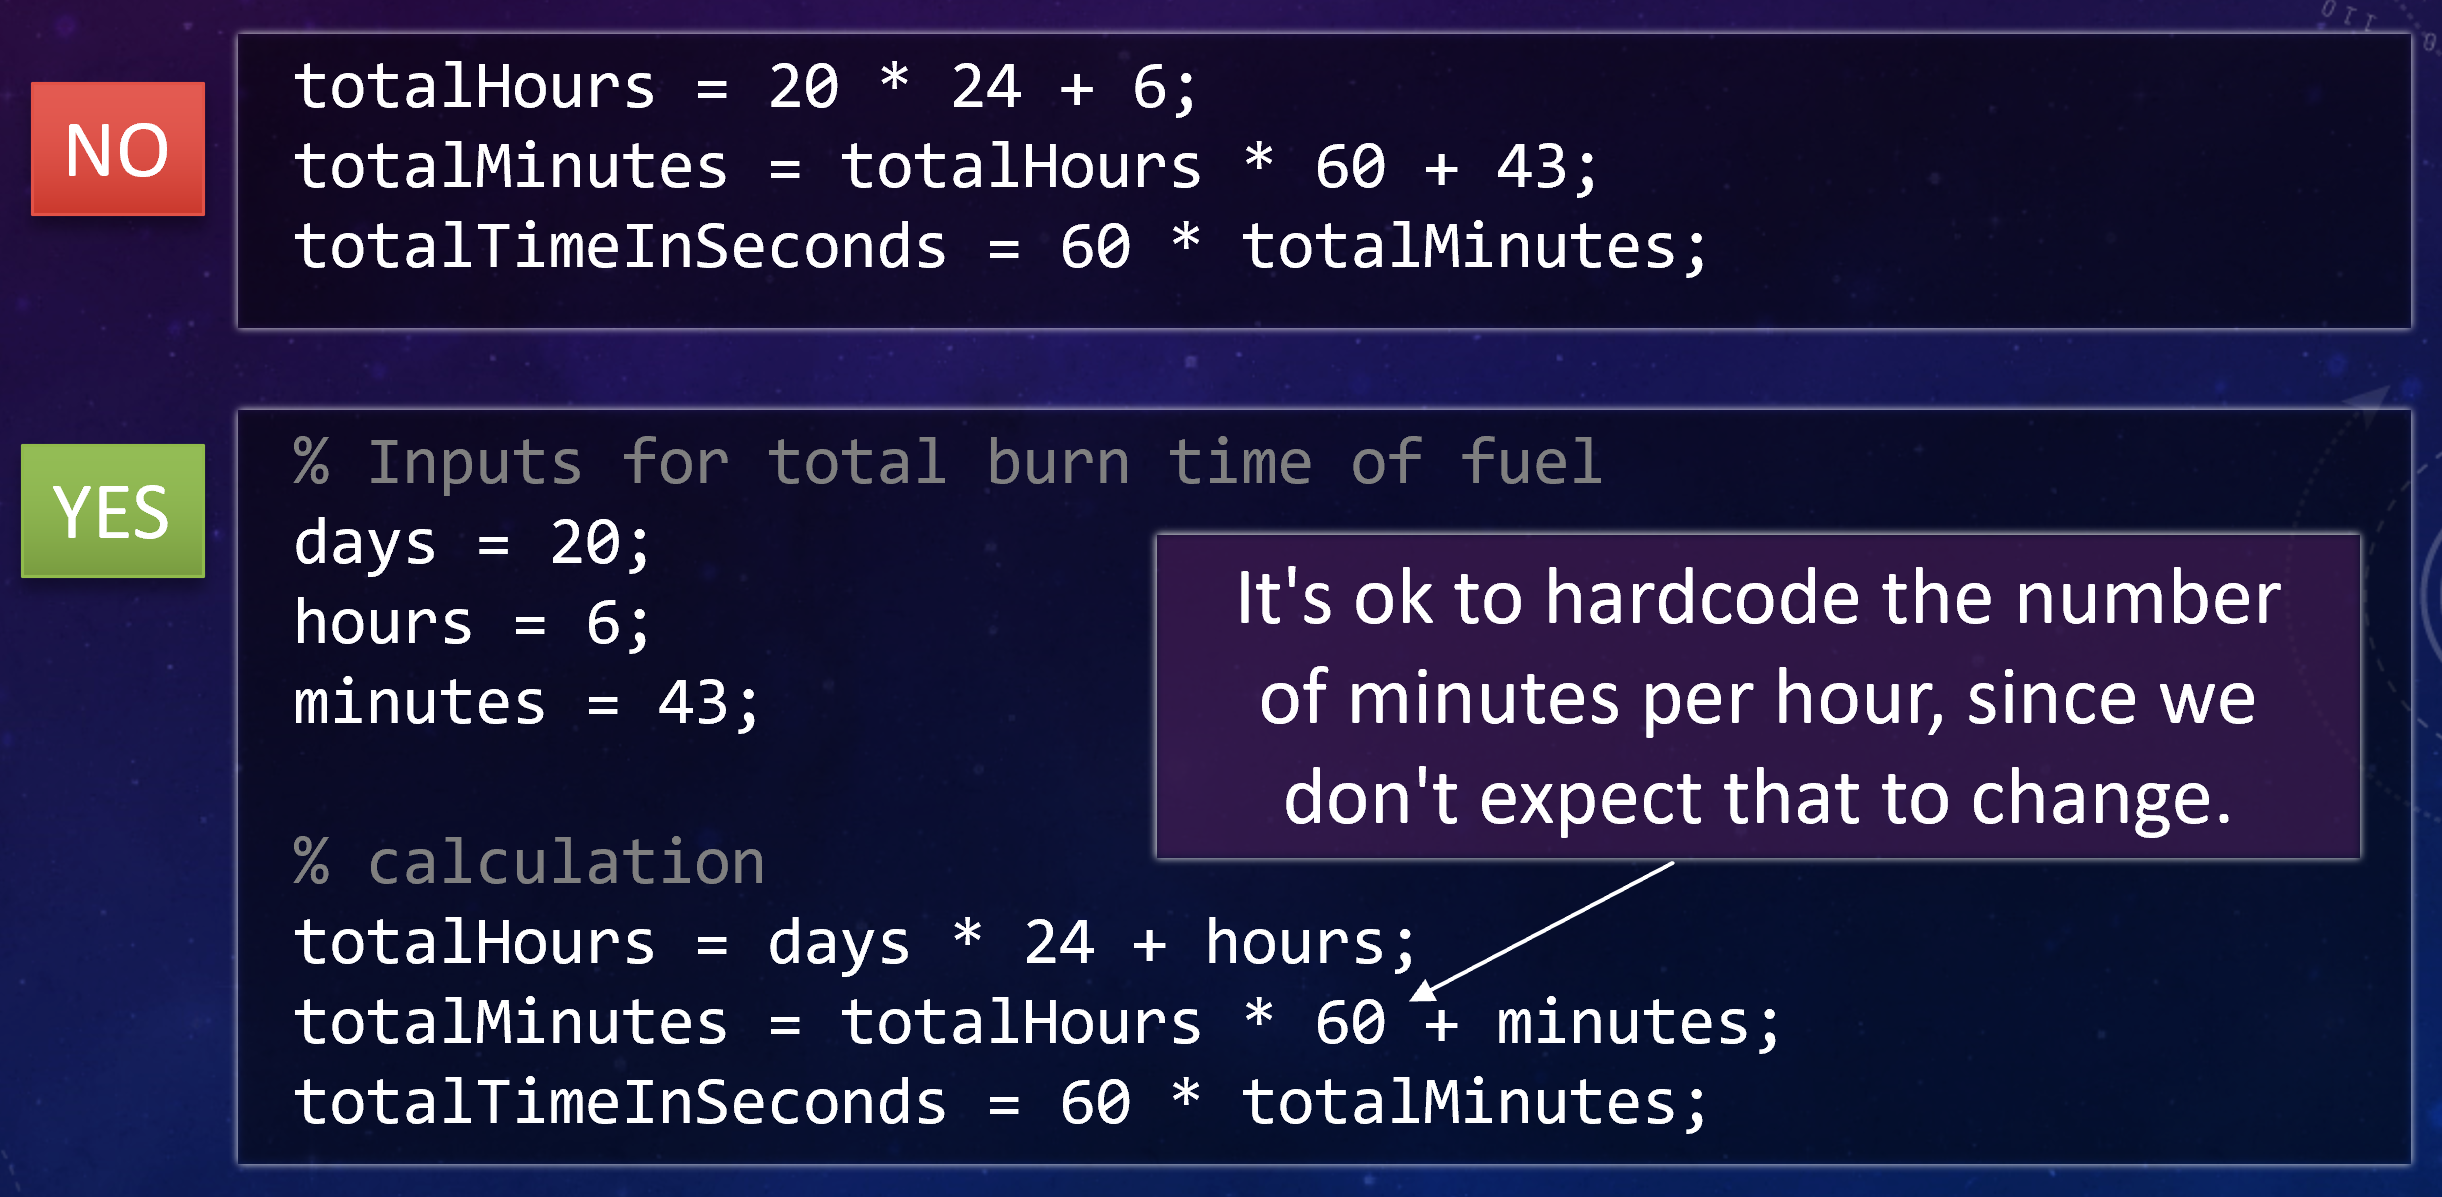 NO
totalHours = 20 * 24 + 6;
totalMinutes = totalHours * 60 + 43;
totalTimeInSeconds = 60 * totalMinutes;
YES
% Inputs for total burn time of fuel
days = 20;
hours = 6;
minutes = 43;
It's ok to hardcode the number
of minutes per hour, since we
don't expect that to change.
% calculation
totalHours = days * 24 + hours;
totalMinutes = totalHours * 60 + minutes;
totalTimeInSeconds = 60 * totalMinutes;